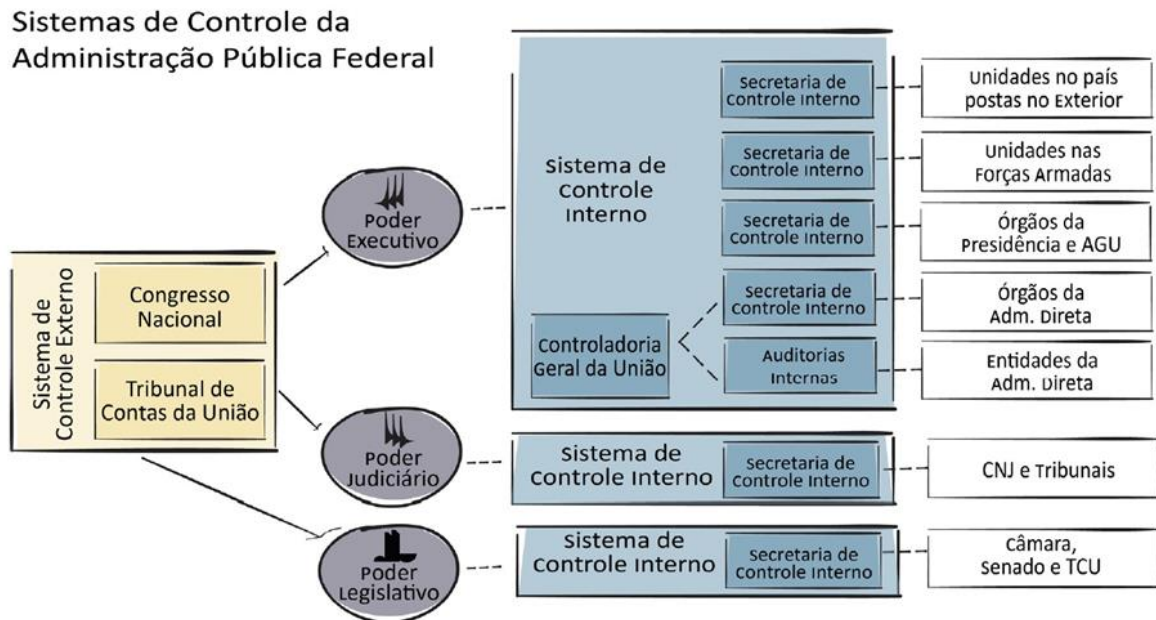 Sistemas de Controle da
Administração Pública Federal
Sistema de
Controle Externo
Congresso
Nacional
Tribunal de
Contas da União
Poder
Executivo
Sistema de
Controle
Interno
Controladoria
Geral da União
Secretaria de
Controle Interno
Unidades no país
postas no Exterior
Secretaria de
Controle Interno
Unidades nas
Forças Armadas
Secretaria de
Controle Interno
Órgãos da
Presidência e AGU
Secretaria de
Controle Interno
Órgãos da
Adm. Direta
Auditorias
Internas
Entidades da
Adm. Direta
Poder
Judiciário
Sistema de
Controle Interno
Secretaria de
Controle Interno
CNJ e Tribunais
Poder
Legislativo
Sistema de
Controle Interno
Secretaria de
Controle Interno
Câmara,
Senado e TCU